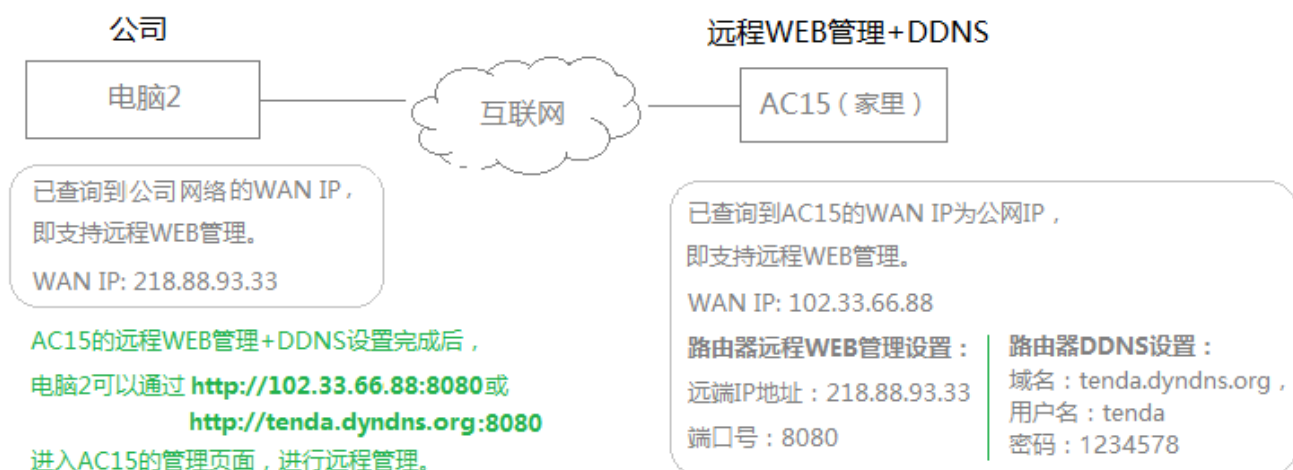 公司
远程WEB管理+DDNS
电脑2
互联网
AC15（家里）
已查询到公司网络的WAN IP，
即支持远程WEB管理。
WAN IP: 218.88.93.33
AC15的远程WEB管理+DDNS设置完成后，
电脑2可以通过 http://102.33.66.88:8080或
http://tenda.dyndns.org:8080
进入AC15的管理页面，进行远程管理。
已查询到AC15的WAN IP为公网IP，
即支持远程WEB管理。
WAN IP: 102.33.66.88
路由器远程WEB管理设置：
远端IP地址：218.88.93.33
端口号：8080
路由器DDNS设置：
域名：tenda.dyndns.org，
用户名：tenda
密码：1234578